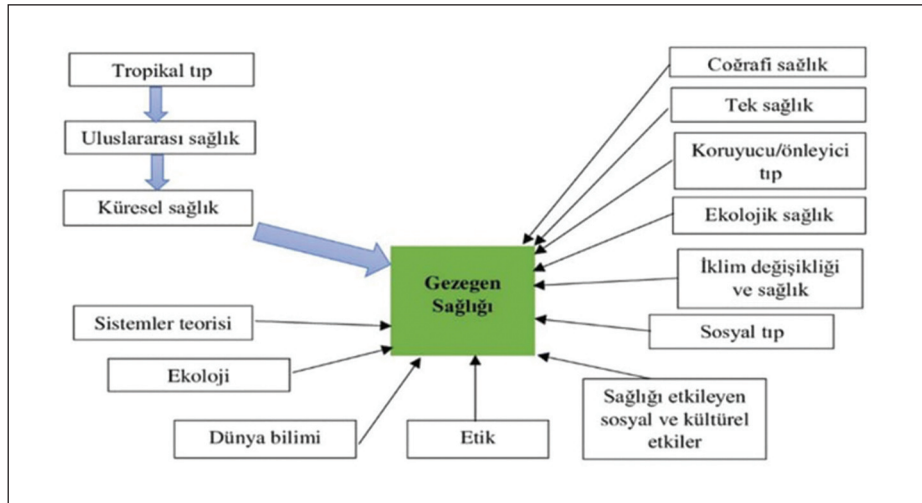 Tropikal tıp
Uluslararası sağlık
Küresel sağlık
Coğrafi sağlık
Tek sağlık
Koruyucu/önleyici
tıp
Ekolojik sağlık
İklim değişikliği
ve sağlık
Sosyal tıp
Sağlığı etkileyen
sosyal ve kültürel
etkiler
Gezegen
Sağlığı
Sistemler teorisi
Ekoloji
Dünya bilimi
Etik